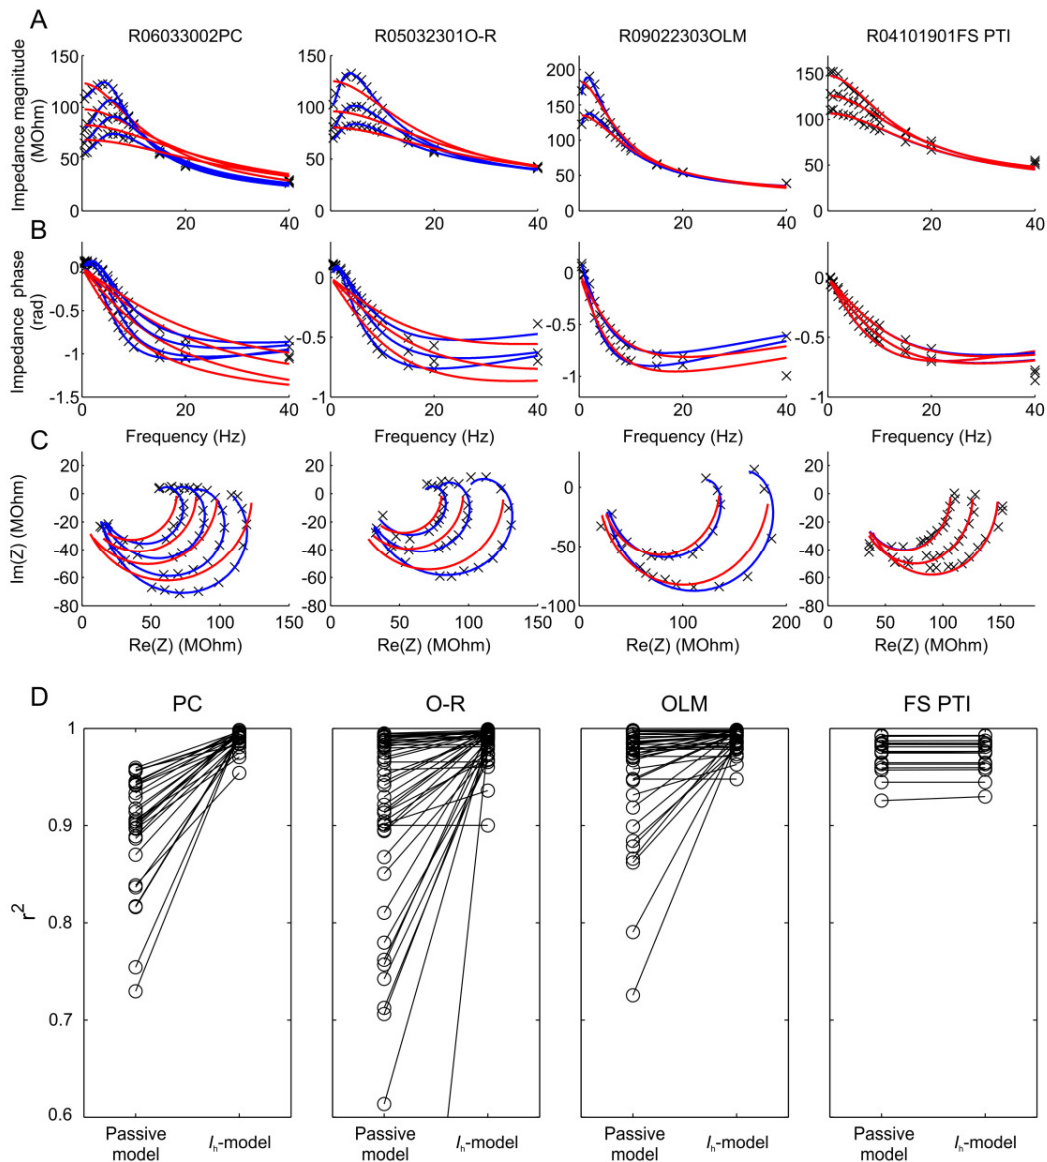 A
R06033002PC
R05032301O-R
R09022303OLM
R04101901FS PTI
Impedance magnitude
(MOhm)
150
100
50
0
20
40
150
100
50
0
20
40
200
150
100
50
0
20
40
150
100
50
0
20
40
B
Impedance phase
(rad)
0
-0.5
-1
-1.5
0
20
40
0
-0.5
-1
0
20
40
0
-0.5
-1
0
20
40
0
-0.5
-1
0
20
40
Frequency (Hz)
Frequency (Hz)
Frequency (Hz)
Frequency (Hz)
C
Im(Z) (MOhm)
20
0
-20
-40
-60
-80
0
50
100
150
20
0
-20
-40
-60
-80
0
50
100
150
0
-50
-100
0
100
200
20
0
-20
-40
-60
-80
0
50
100
150
Re(Z) (MOhm)
Re(Z) (MOhm)
Re(Z) (MOhm)
Re(Z) (MOhm)
D
PC
O-R
OLM
FS PTI
r2
1
0.9
0.8
0.7
0.6
Passive
model
Ih-model
Passive
model
Ih-model
Passive
model
Ih-model
Passive
model
Ih-model